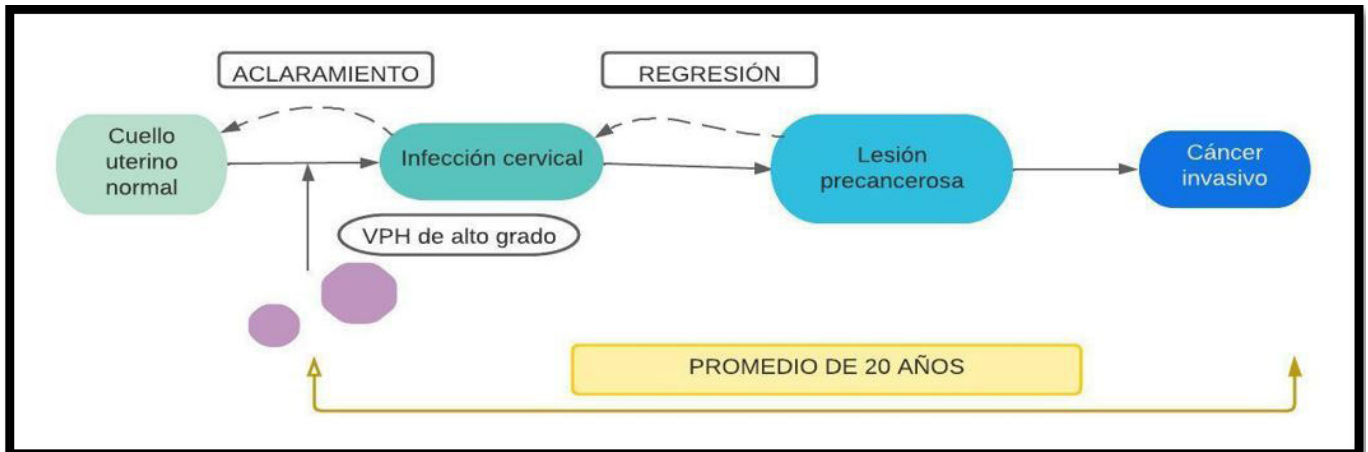 ACLARAMIENTO
REGRESIÓN
Cuello
uterino
normal
Infección cervical
Lesión
precancerosa
Cáncer
invasivo
VPH de alto grado
PROMEDIO DE 20 AÑOS